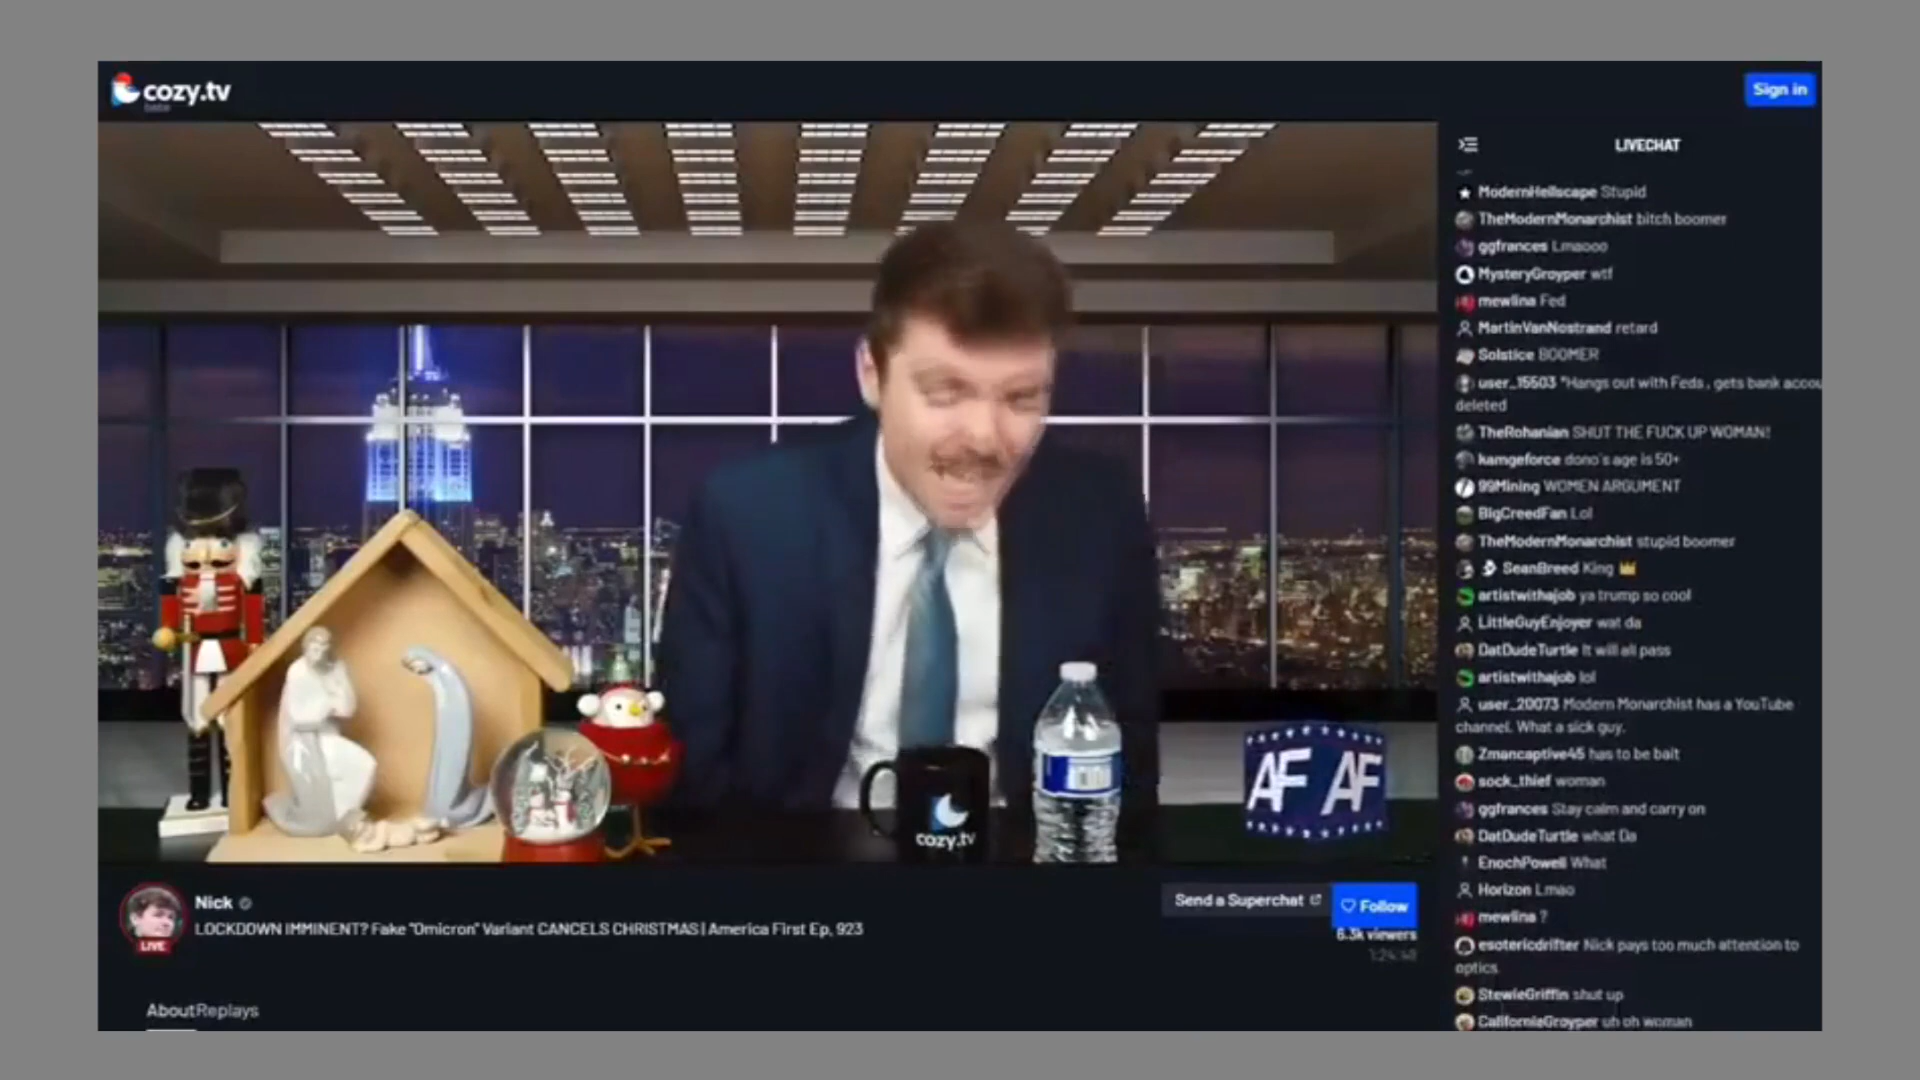 cozy.tv
beta
Sign in
LIVECHAT
ModernHellscape Stupid
TheModernMonarchist bitch boomer
ggfrances Lmaooo
MysteryGroyper wtf
mewlina Fed
MartinVanNostrand retard
Solstice BOOMER
user_15503 "Hangs out with Feds , gets bank accou
deleted
TheRohanian SHUT THE FUCK UP WOMAN!
kamgeforce dono's age is 50+
99Mining WOMEN ARGUMENT
BigCreedFan Lol
TheModernMonarchist stupid boomer
SeanBreed King 👑
artistwithajob ya trump so cool
LittleGuyEnjoyer wat da
DatDudeTurtle It will all pass
artistwithajob lol
user_20073 Modern Monarchist has a YouTube
channel. What a sick guy.
Zmancaptive45 has to be bait
sock_thief woman
ggfrances Stay calm and carry on
DatDudeTurtle what Da
EnochPowell What
Horizon Lmao
mewlina ?
esotericdrifter Nick pays too much attention to
optics
StewieGriffin shut up
CaliforniaGroyper uh oh woman
AF AF
cozy.tv
Nick
LIVE
LOCKDOWN IMMINENT? Fake "Omicron" Variant CANCELS CHRISTMAS | America First Ep, 923
Send a Superchat
Follow
6.3k viewers
About Replays